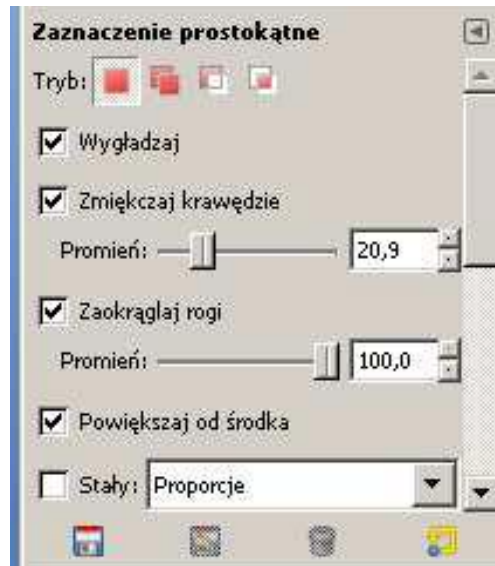 Zaznaczenie prostokątne
Tryb:
Wygładzaj
Zmiękczaj krawędzie
Promień: 20,9
Zaokrąglaj rogi
Promień: 100,0
Powiększaj od środka
Stały: Proporcje